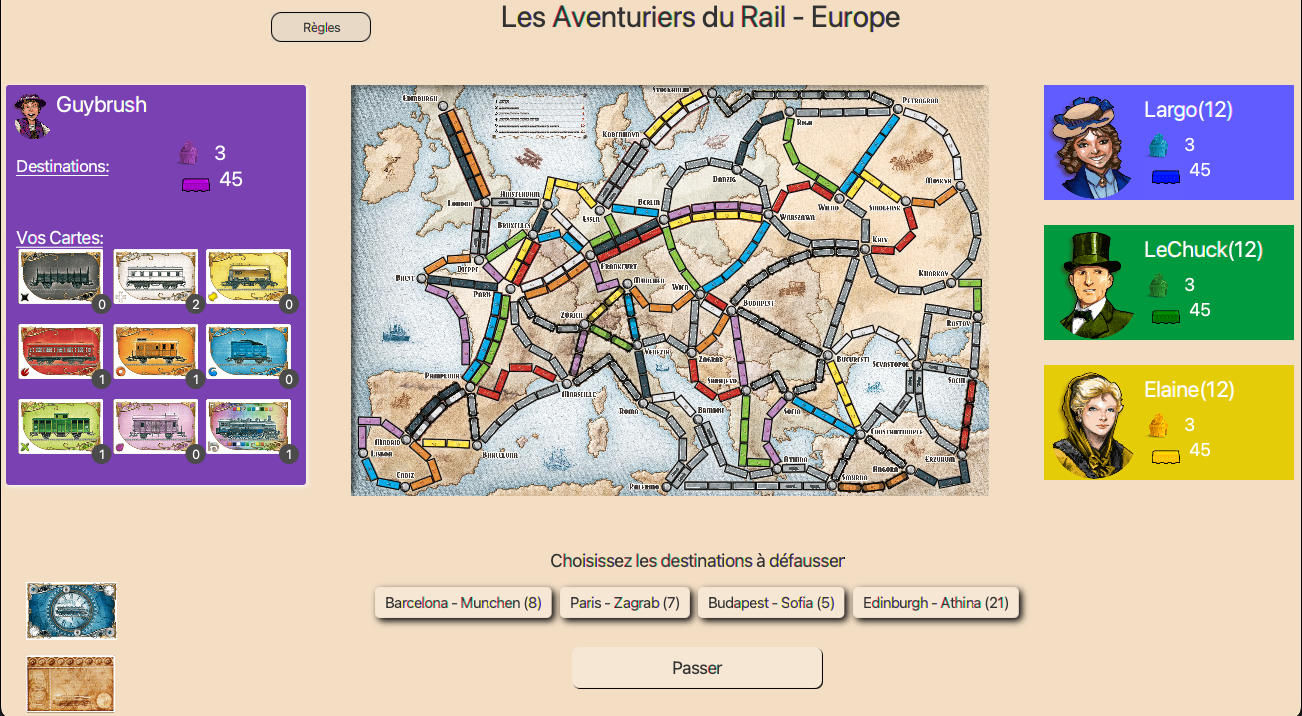 Les Aventuriers du Rail - Europe
Règles
Guybrush
3
Destinations:
45
Vos Cartes:
0
2
0
1
1
0
1
0
1
Edinburgh
London
Amsterdam
Essen
Bruxelles
Dieppe
Brest
Paris
Frankfurt
Munchen
Zurich
Pamplona
Marseille
Madrid
Lisboa
Cadiz
Barcelona
Kobenhavn
Stockholm
Petrograd
Riga
Danzig
Berlin
Warszawa
Wilno
Smolensk
Moskva
Kyiv
Kharkov
Rostov
Wien
Budapest
Venezia
Zagrab
Sarajevo
Roma
Brindisi
Palermo
Bucuresti
Sevastopol
Sochi
Sofia
Constantinople
Athina
Smyrna
Angora
Erzurum
Largo(12)
3
45
LeChuck(12)
3
45
Elaine(12)
3
45
Choisissez les destinations à défausser
Barcelona - Munchen (8)
Paris - Zagrab (7)
Budapest - Sofia (5)
Edinburgh - Athina (21)
Passer